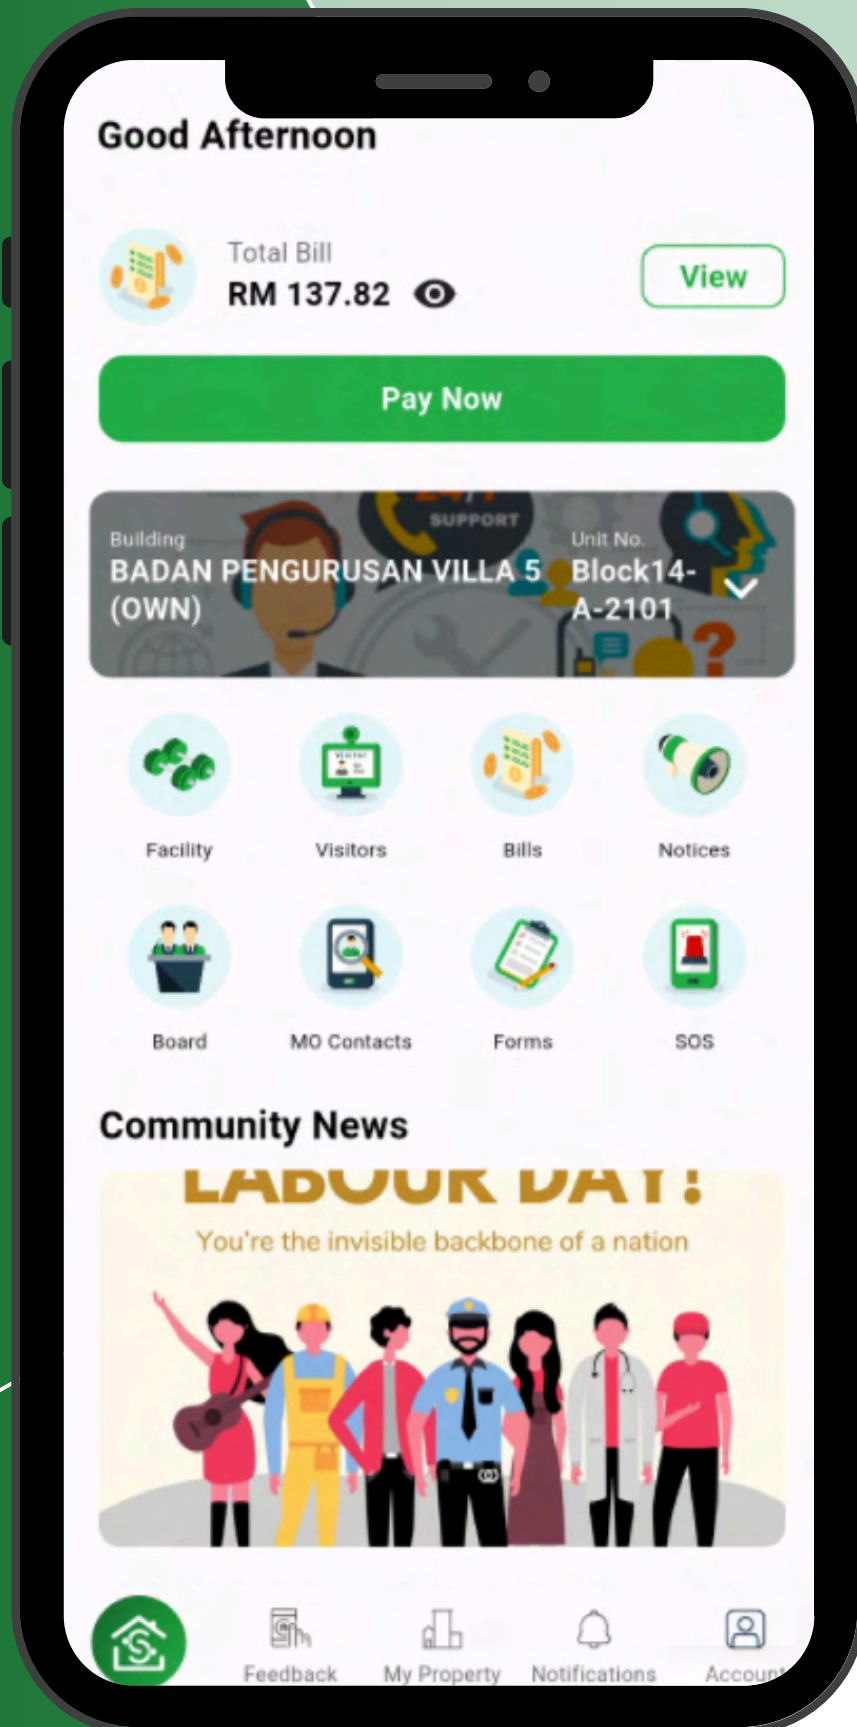 Good Afternoon
Total Bill
RM 137.82
View
Pay Now
24/7
SUPPORT
Building
BADAN PENGURUSAN VILLA 5
(OWN)
Unit No.
Block14-
A-2101
Facility
Visitors
Bills
Notices
Board
MO Contacts
Forms
SOS
Community News
LABOUR DAY!
You're the invisible backbone of a nation
Feedback
My Property
Notifications
Account